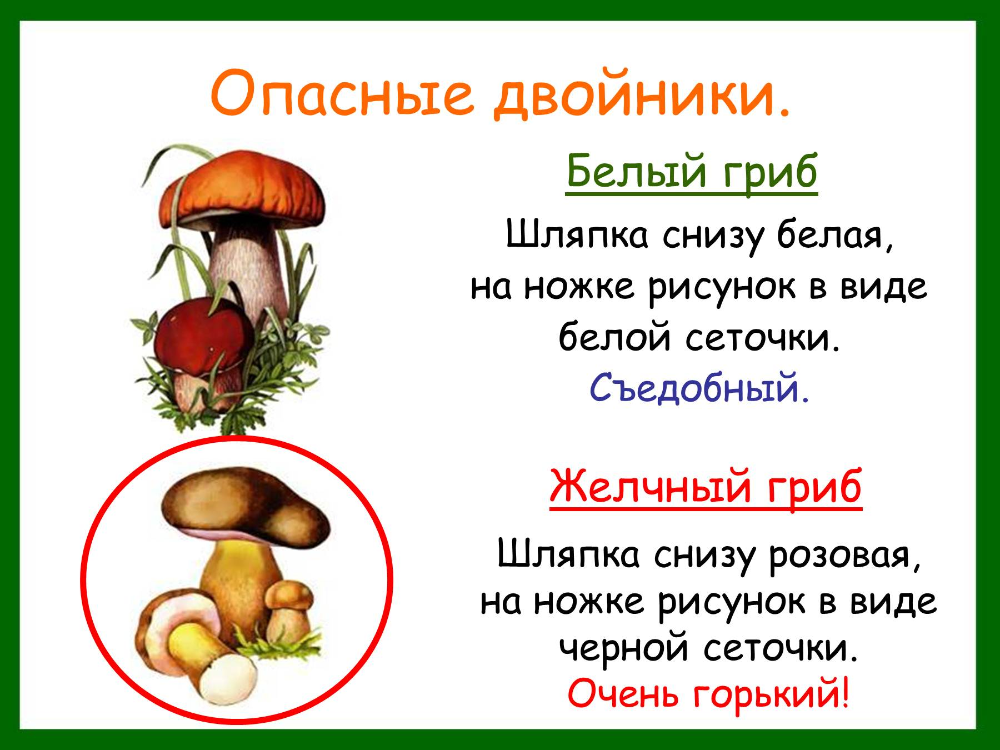 Опасные двойники.
Белый гриб
Шляпка снизу белая,
на ножке рисунок в виде
белой сеточки.
Съедобный.
Желчный гриб
Шляпка снизу розовая,
на ножке рисунок в виде
черной сеточки.
Очень горький!